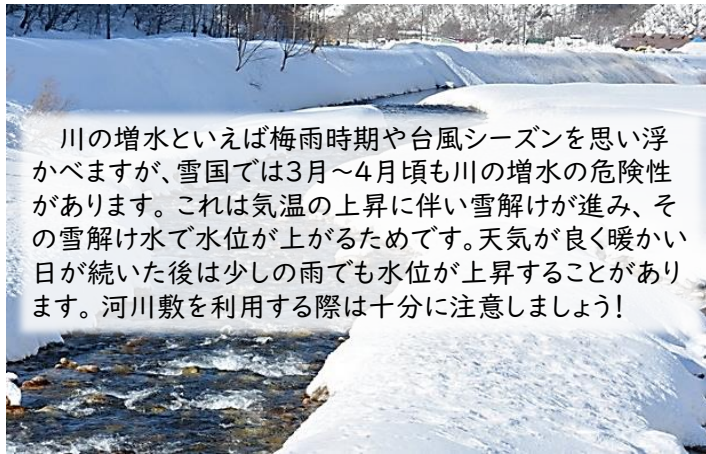 川の増水といえば梅雨時期や台風シーズンを思い浮
かべますが、雪国では3月～4月頃も川の増水の危険性
があります。これは気温の上昇に伴い雪解けが進み、そ
の雪解け水で水位が上がるためです。天気が良く暖かい
日が続いた後は少しの雨でも水位が上昇することがあり
ます。河川敷を利用する際は十分に注意しましょう！